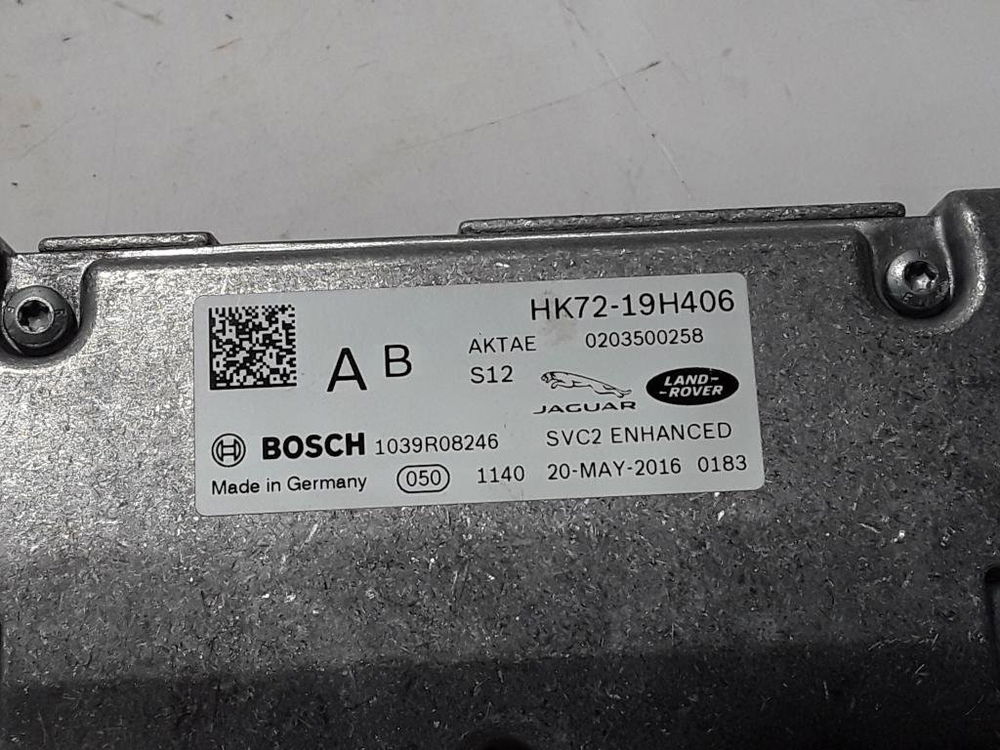 HK72-19H406
A B AKTAE 0203500258
S12 JAGUAR LAND-
-ROVER
BOSCH 1039R08246 SVC2 ENHANCED
Made in Germany 050 1140 20-MAY-2016 0183